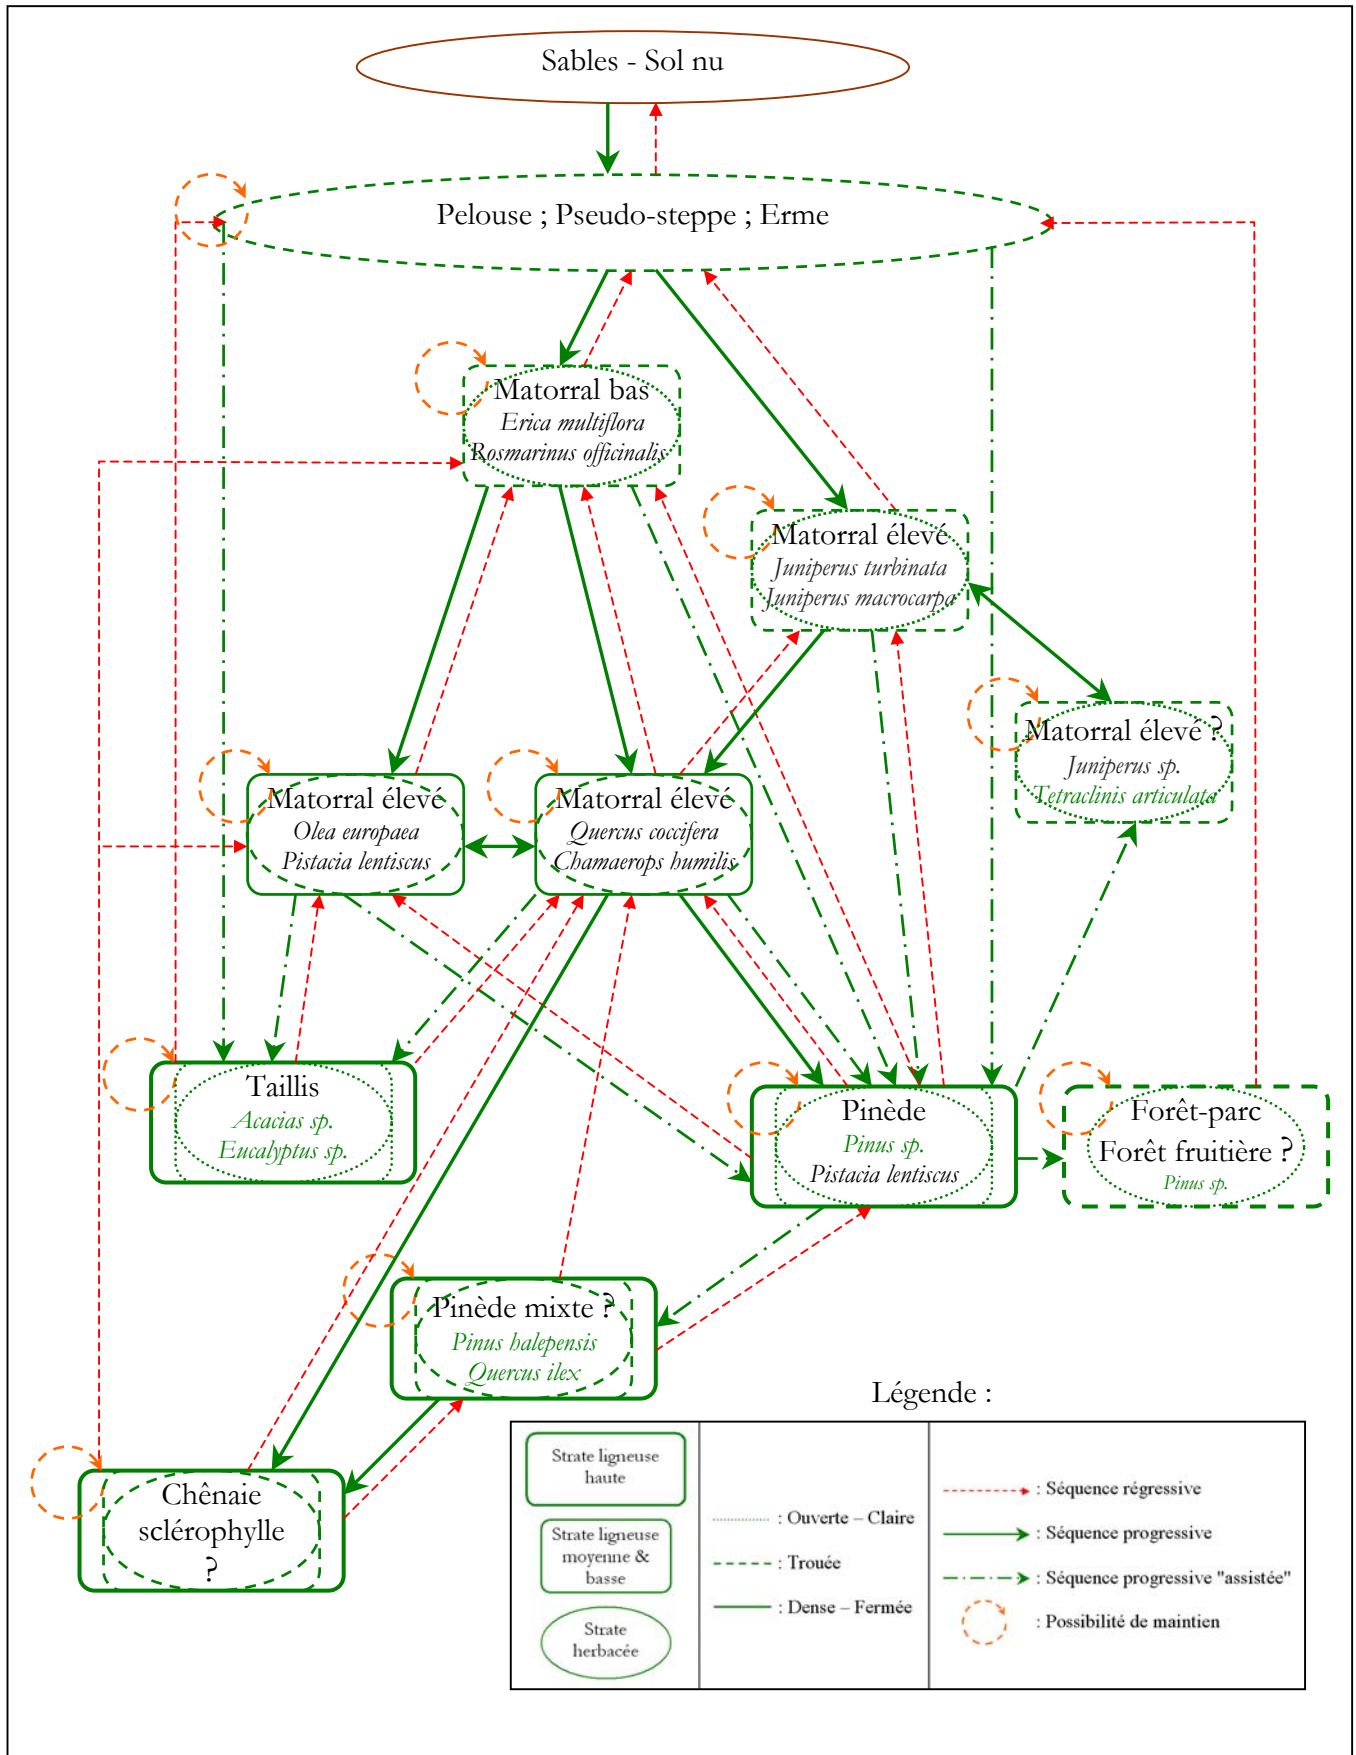 Sables - Sol nu
Pelouse ; Pseudo-steppe ; Erme
Matorral bas
Erica multiflora
Rosmarinus officinalis
Matorral élevé
Juniperus turbinata
Juniperus macrocarpa
Matorral élevé ?
Juniperus sp.
Tetraclinis articulata
Matorral élevé
Olea europaea
Pistacia lentiscus
Matorral élevé
Quercus coccifera
Chamaerops humilis
Taillis
Acacias sp.
Eucalyptus sp.
Pinède
Pinus sp.
Pistacia lentiscus
Forêt-parc
Forêt fruitière ?
Pinus sp.
Pinède mixte ?
Pinus halepensis
Quercus ilex
Chênaie
sclérophylle
?
Légende :
Strate ligneuse
haute
Strate ligneuse
moyenne &
basse
Strate
herbacée
: Ouverte – Claire
: Trouée
: Dense – Fermée
: Séquence régressive
: Séquence progressive
: Séquence progressive "assistée"
: Possibilité de maintien